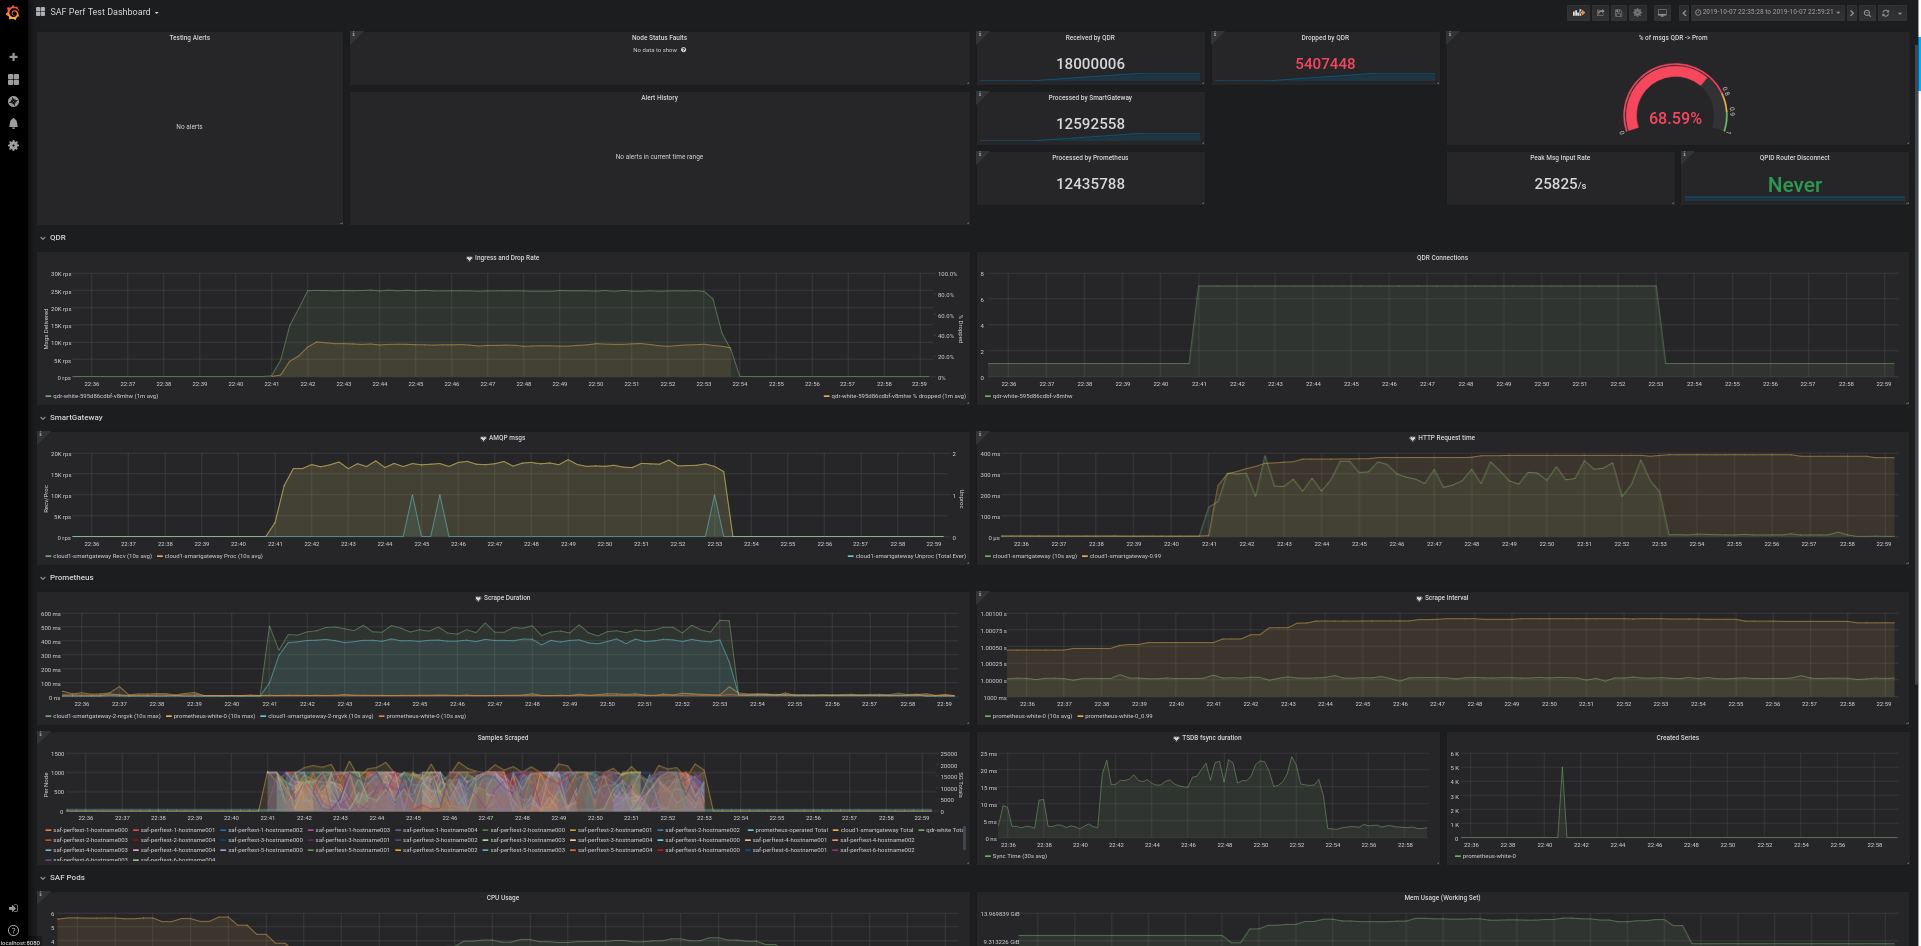 SAF Perf Test Dashboard
2019-10-07 22:35:28 to 2019-10-07 22:59:21
Testing Alerts
No alerts
Node Status Faults
No data to show
Alert History
No alerts in current time range
Received by QDR
18000006
Dropped by QDR
5407448
% of msgs QDR -> Prom
68.59%
0 0.8 0.9 1
Processed by SmartGateway
12592558
Processed by Prometheus
12435788
Peak Msg Input Rate
25825/s
QPID Router Disconnect
Never
QDR
Ingress and Drop Rate
Msgs Delivered
30K rps
25K rps
20K rps
15K rps
10K rps
5K rps
0 rps
100.0%
80.0%
60.0%
40.0%
20.0%
0%
% Dropped
22:36 22:37 22:38 22:39 22:40 22:41 22:42 22:43 22:44 22:45 22:46 22:47 22:48 22:49 22:50 22:51 22:52 22:53 22:54 22:55 22:56 22:57 22:58 22:59
qdr-white-595d86cdbf-v8mhw (1m avg)
qdr-white-595d86cdbf-v8mhw % dropped (1m avg)
QDR Connections
8
6
4
2
0
22:36 22:37 22:38 22:39 22:40 22:41 22:42 22:43 22:44 22:45 22:46 22:47 22:48 22:49 22:50 22:51 22:52 22:53 22:54 22:55 22:56 22:57 22:58 22:59
qdr-white-595d86cdbf-v8mhw
SmartGateway
AMQP msgs
Recv/Proc
20K rps
15K rps
10K rps
5K rps
0 rps
2
1
0
Unproc
22:36 22:37 22:38 22:39 22:40 22:41 22:42 22:43 22:44 22:45 22:46 22:47 22:48 22:49 22:50 22:51 22:52 22:53 22:54 22:55 22:56 22:57 22:58 22:59
cloud1-smartgateway Recv (10s avg) cloud1-smartgateway Proc (10s avg)
cloud1-smartgateway Unproc (Total Ever)
HTTP Request time
400 ms
300 ms
200 ms
100 ms
0 µs
22:36 22:37 22:38 22:39 22:40 22:41 22:42 22:43 22:44 22:45 22:46 22:47 22:48 22:49 22:50 22:51 22:52 22:53 22:54 22:55 22:56 22:57 22:58 22:59
cloud1-smartgateway (10s avg) cloud1-smartgateway-0.99
Prometheus
Scrape Duration
600 ms
500 ms
400 ms
300 ms
200 ms
100 ms
0 ns
22:36 22:37 22:38 22:39 22:40 22:41 22:42 22:43 22:44 22:45 22:46 22:47 22:48 22:49 22:50 22:51 22:52 22:53 22:54 22:55 22:56 22:57 22:58 22:59
cloud1-smartgateway-2-nrgvk (10s max) prometheus-white-0 (10s max) cloud1-smartgateway-2-nrgvk (10s avg) prometheus-white-0 (10s avg)
Scrape Interval
1.00100 s
1.00075 s
1.00050 s
1.00025 s
1.00000 s
1000 ms
22:36 22:37 22:38 22:39 22:40 22:41 22:42 22:43 22:44 22:45 22:46 22:47 22:48 22:49 22:50 22:51 22:52 22:53 22:54 22:55 22:56 22:57 22:58 22:59
prometheus-white-0 (10s avg) prometheus-white-0_0.99
Samples Scraped
Per Node
1500
1000
500
0
25000
20000
15000
10000
5000
0
SG Totals
22:36 22:37 22:38 22:39 22:40 22:41 22:42 22:43 22:44 22:45 22:46 22:47 22:48 22:49 22:50 22:51 22:52 22:53 22:54 22:55 22:56 22:57 22:58 22:59
saf-perftest-1-hostname000 saf-perftest-1-hostname001 saf-perftest-1-hostname002 saf-perftest-1-hostname003 saf-perftest-1-hostname004 saf-perftest-2-hostname000 saf-perftest-2-hostname001 saf-perftest-2-hostname002 prometheus-operated Total cloud1-smartgateway Total qdr-white Tot
saf-perftest-2-hostname003 saf-perftest-2-hostname004 saf-perftest-3-hostname000 saf-perftest-3-hostname001 saf-perftest-3-hostname002 saf-perftest-3-hostname003 saf-perftest-3-hostname004 saf-perftest-4-hostname000 saf-perftest-4-hostname001 saf-perftest-4-hostname002
saf-perftest-4-hostname003 saf-perftest-4-hostname004 saf-perftest-5-hostname000 saf-perftest-5-hostname001 saf-perftest-5-hostname002 saf-perftest-5-hostname003 saf-perftest-5-hostname004 saf-perftest-6-hostname000 saf-perftest-6-hostname001 saf-perftest-6-hostname002
saf-perftest-6-hostname003 saf-perftest-6-hostname004
TSDB fsync duration
25 ms
20 ms
15 ms
10 ms
5 ms
0 ns
22:36 22:38 22:40 22:42 22:44 22:46 22:48 22:50 22:52 22:54 22:56 22:58
Sync Time (30s avg)
Created Series
6 K
5 K
4 K
3 K
2 K
1 K
0
22:36 22:38 22:40 22:42 22:44 22:46 22:48 22:50 22:52 22:54 22:56 22:58
prometheus-white-0
SAF Pods
CPU Usage
6
5
4
Mem Usage (Working Set)
13.969839 GiB
9.313226 GiB
localhost:8080